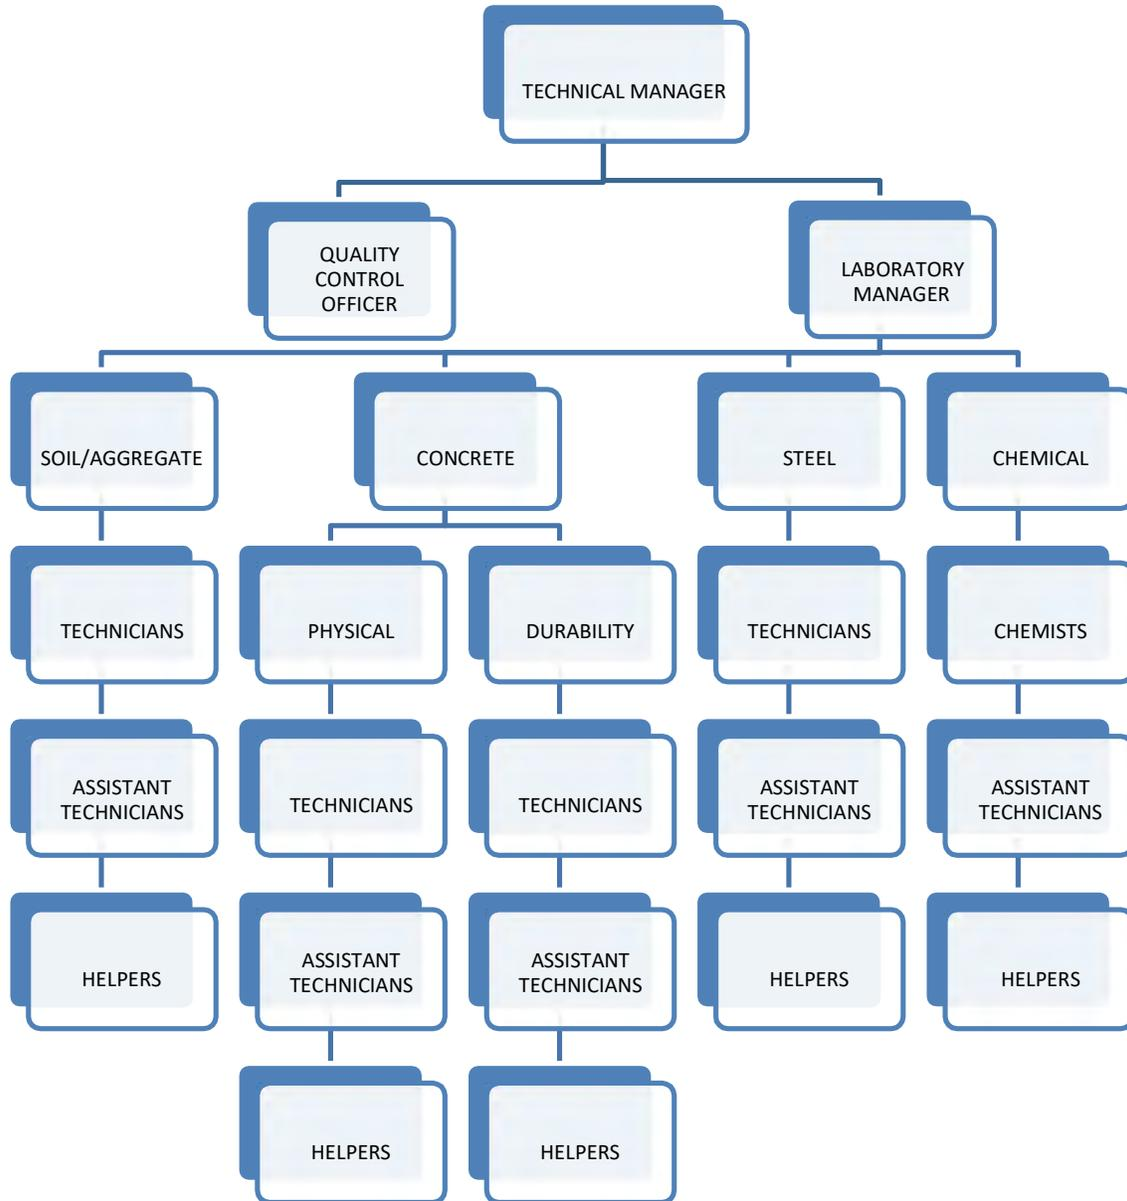 TECHNICAL MANAGER
QUALITY
CONTROL
OFFICER
LABORATORY
MANAGER
SOIL/AGGREGATE
CONCRETE
STEEL
CHEMICAL
TECHNICIANS
PHYSICAL
DURABILITY
TECHNICIANS
CHEMISTS
ASSISTANT
TECHNICIANS
TECHNICIANS
TECHNICIANS
ASSISTANT
TECHNICIANS
ASSISTANT
TECHNICIANS
HELPERS
ASSISTANT
TECHNICIANS
ASSISTANT
TECHNICIANS
HELPERS
HELPERS
HELPERS
HELPERS